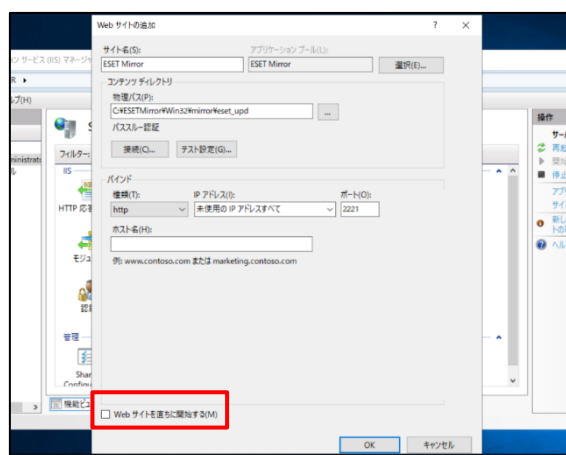 Web サイトの追加
? ×
サイト名(S):
アプリケーション プール(L):
ESET Mirror
ESET Mirror
選択(E)...
コンテンツ ディレクトリ
物理パス(P):
C:¥ESETMirror¥Win32¥mirror¥eset_upd
...
パススルー認証
接続(C)...
テスト設定(G)...
バインド
種類(T):
IP アドレス(I):
ポート(O):
http
未使用の IP アドレスすべて
2221
ホスト名(H):
例: www.contoso.com または marketing.contoso.com
Web サイトを直ちに開始する(M)
OK
キャンセル
(IIS) マネージ
ルプ(H)
フィルター:
IIS
HTTP 応答
モジュ
認証
管理
Shar
Configu
機能ビュ
操作
サー
再起
開始
停止
アプ
サイ
新し
トの
ヘル